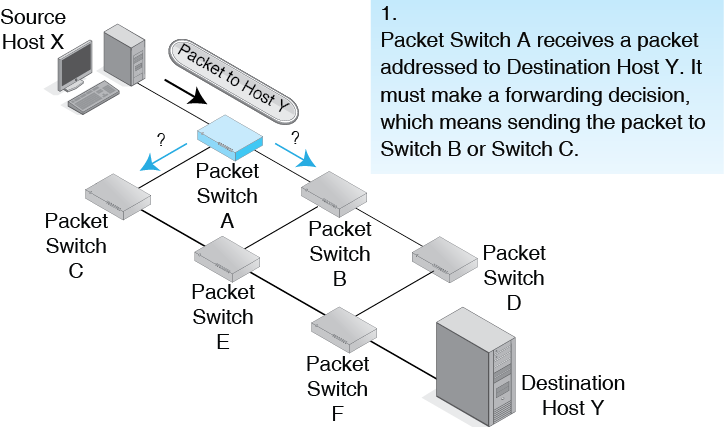 Source
Host X
Packet to Host Y
1.
Packet Switch A receives a packet
addressed to Destination Host Y. It
must make a forwarding decision,
which means sending the packet to
Switch B or Switch C.
?
?
Packet
Switch
A
Packet
Switch
C
Packet
Switch
B
Packet
Switch
D
Packet
Switch
E
Packet
Switch
F
Destination
Host Y